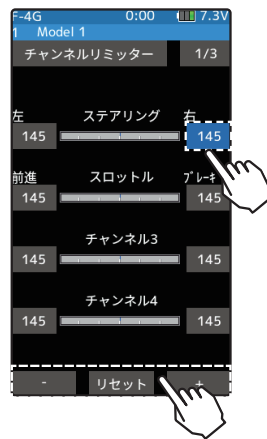 F-4G 0:00 7.3V
1 Model 1
チャンネルリミッター 1/3
左 ステアリング 右
145 145
前進 スロットル ﾌﾞﾚｰｷ
145 145
チャンネル3
145 145
チャンネル4
145 145
- リセット +